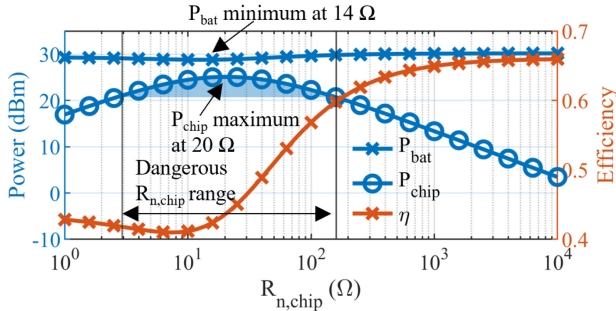 P_bat minimum at 14 Ω
30
20
10
0
-10
Power (dBm)
P_chip maximum
at 20 Ω
Dangerous
R_n,chip range
P_bat
P_chip
η
0.7
0.6
0.5
0.4
Efficiency
10^0
10^1
10^2
10^3
10^4
R_n,chip (Ω)